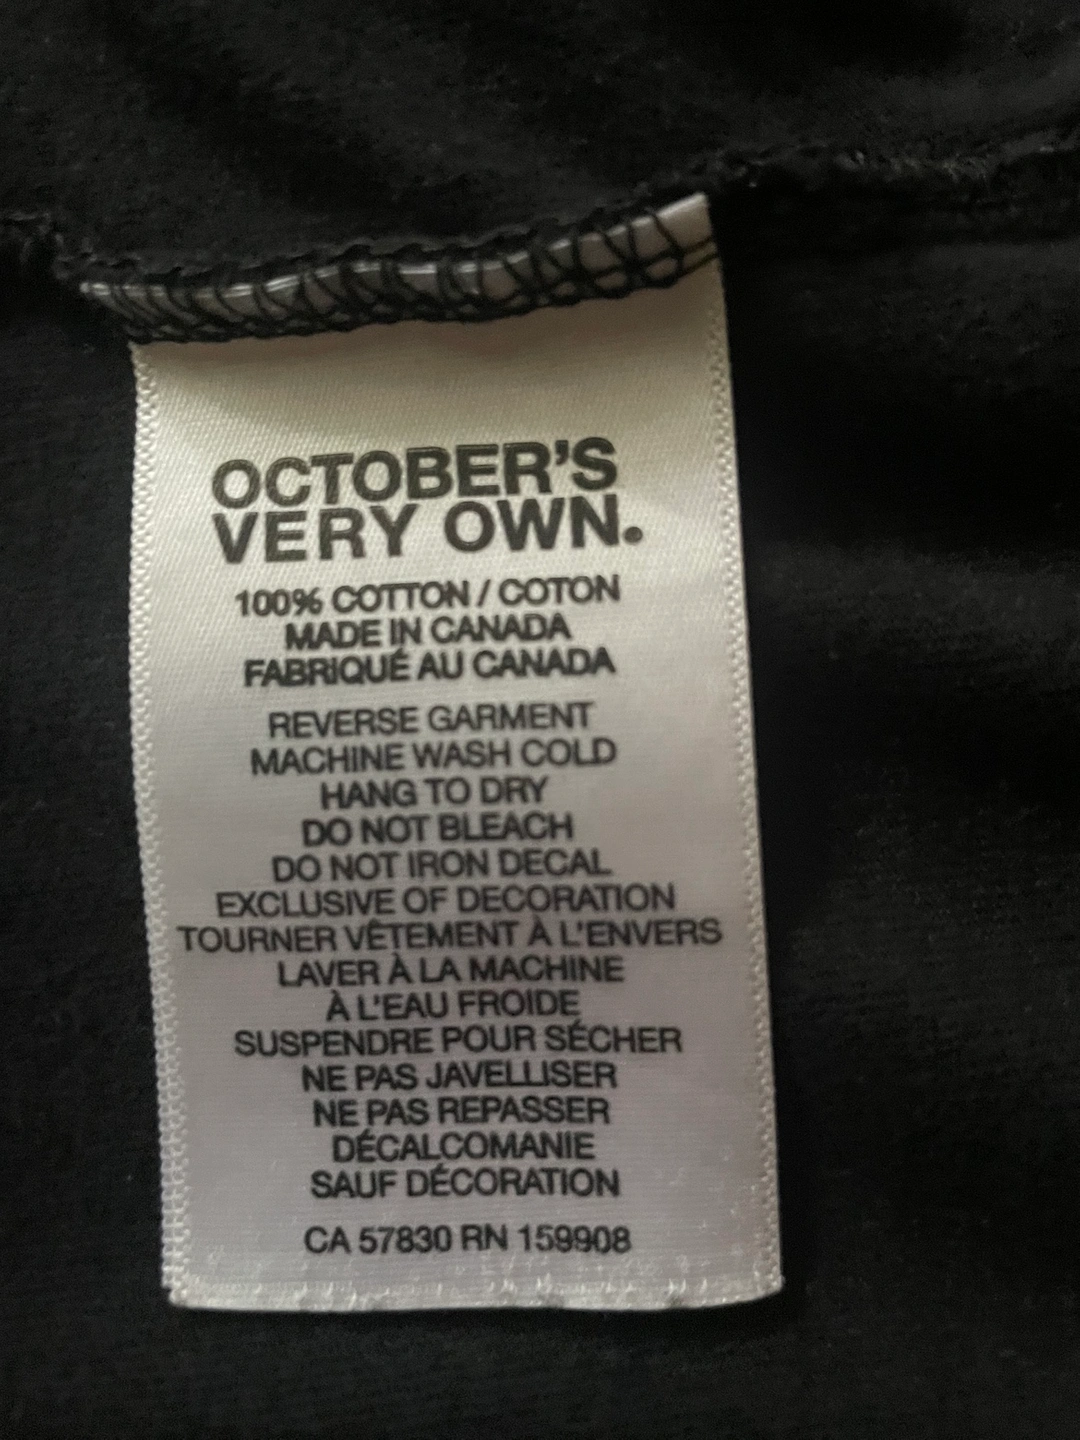 OCTOBER'S
VERY OWN.
100% COTTON / COTON
MADE IN CANADA
FABRIQUÉ AU CANADA
REVERSE GARMENT
MACHINE WASH COLD
HANG TO DRY
DO NOT BLEACH
DO NOT IRON DECAL
EXCLUSIVE OF DECORATION
TOURNER VÊTEMENT À L'ENVERS
LAVER À LA MACHINE
À L'EAU FROIDE
SUSPENDRE POUR SÉCHER
NE PAS JAVELLISER
NE PAS REPASSER
DÉCALCOMANIE
SAUF DÉCORATION
CA 57830 RN 159908